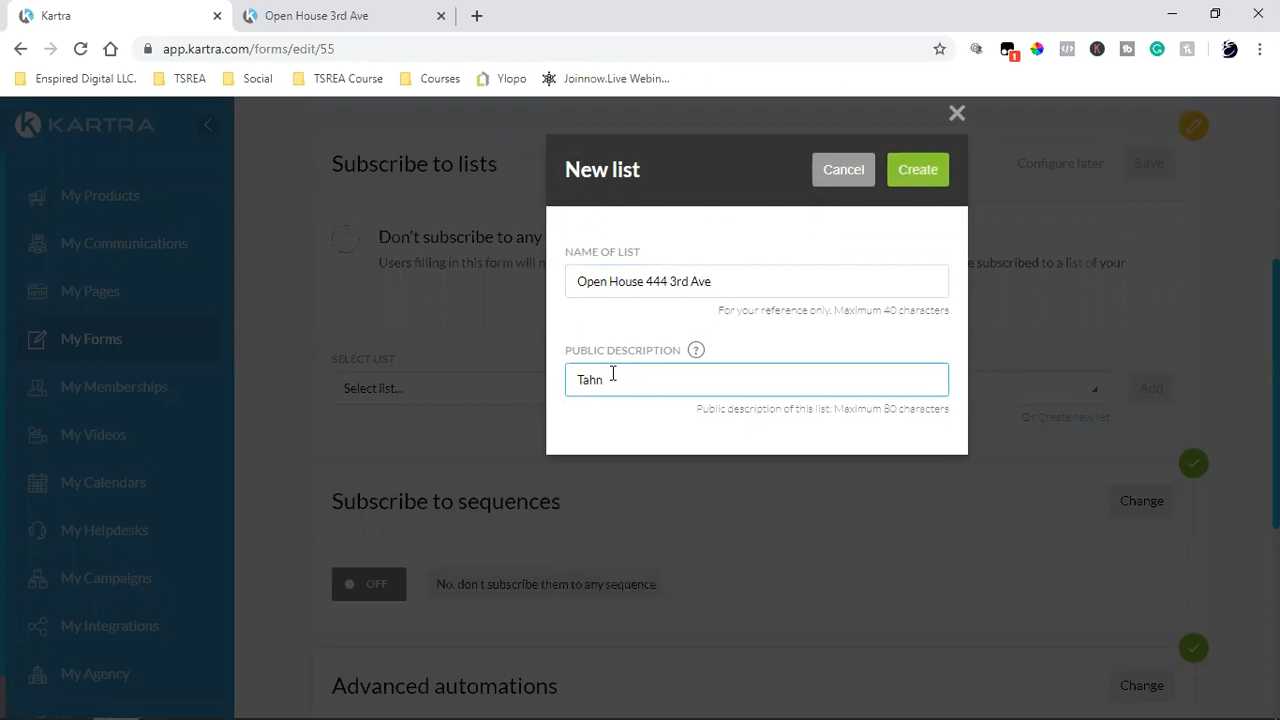 Kartra
Open House 3rd Ave
app.kartra.com/forms/edit/55
1
Enspired Digital LLC.
TSREA
Social
TSREA Course
Courses
Ylopo
Joinnow.Live Webin...
KARTRA
My Products
My Communications
My Pages
My Forms
My Memberships
My Videos
My Calendars
My Helpdesks
My Campaigns
My Integrations
My Agency
Subscribe to lists
Configure later
Save
Don't subscribe to any
Users filling in this form will n
e subscribed to a list of your
SELECT LIST
Select list...
Add
Or Create new list
New list
Cancel
Create
NAME OF LIST
Open House 444 3rd Ave
For your reference only. Maximum 40 characters
PUBLIC DESCRIPTION ?
Tahn
Public description of this list. Maximum 80 characters
Subscribe to sequences
Change
OFF
No, don't subscribe them to any sequence
Advanced automations
Change